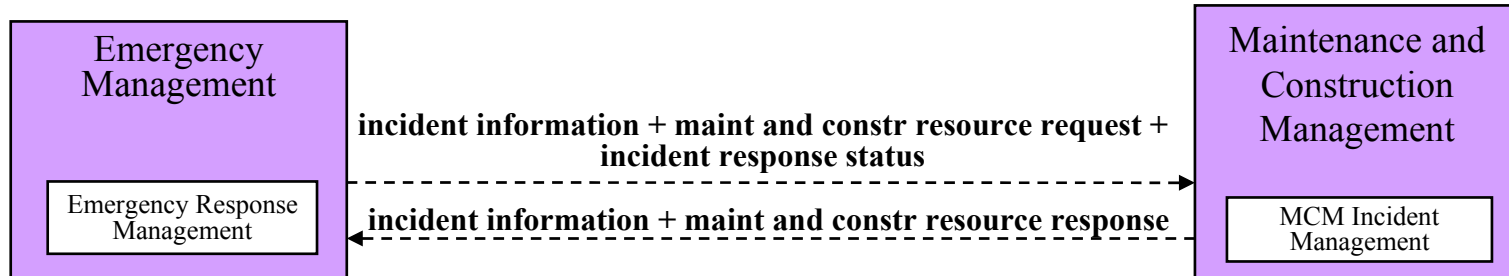 Emergency
Management
Emergency Response
Management
incident information + maint and constr resource request +
incident response status
incident information + maint and constr resource response
Maintenance and
Construction
Management
MCM Incident
Management